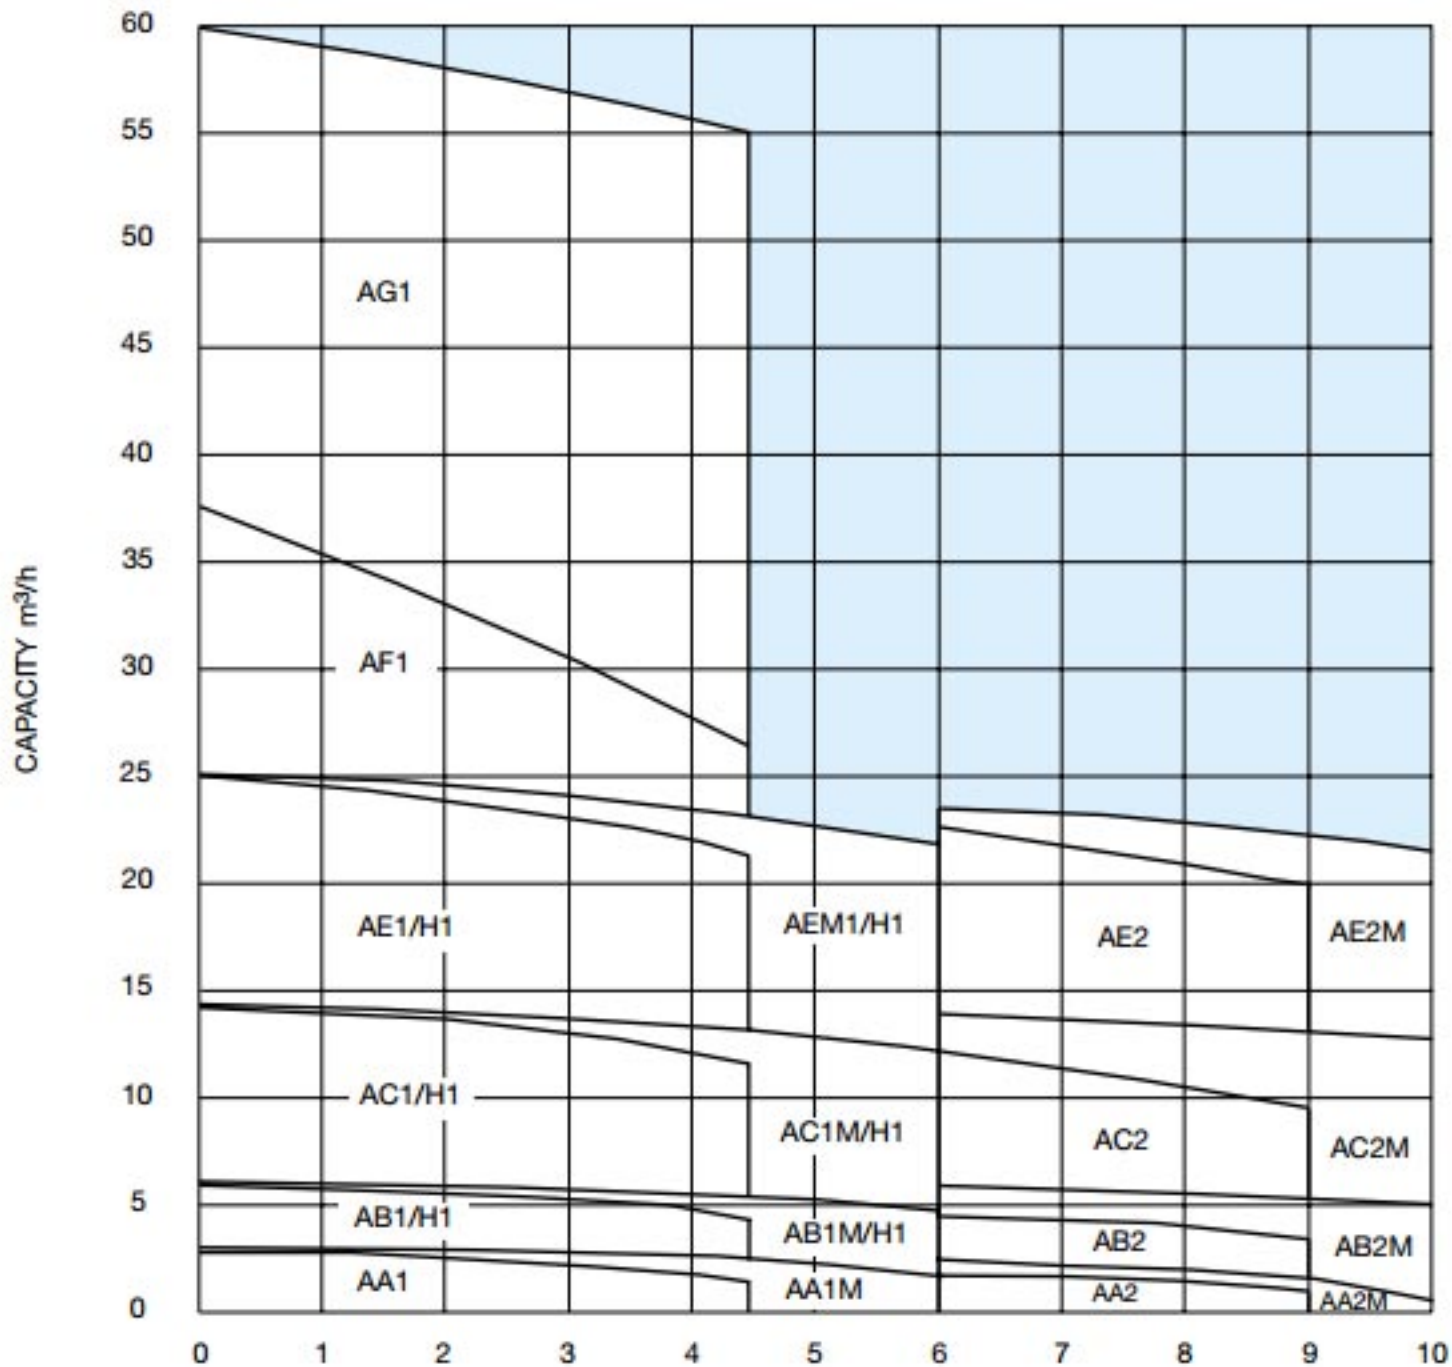 60
55
50
AG1
45
40
CAPACITY m³/h
35
AF1
30
25
20
AE1/H1
AEM1/H1
AE2
AE2M
15
10
AC1/H1
AC1M/H1
AC2
AC2M
5
AB1/H1
AB1M/H1
AB2
AB2M
AA1
AA1M
AA2
AA2M
0
0 1 2 3 4 5 6 7 8 9 10